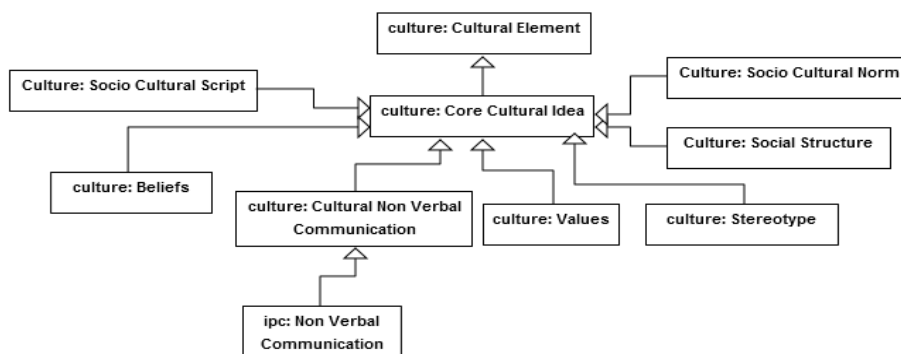 culture: Cultural Element
Culture: Socio Cultural Script
Culture: Socio Cultural Norm
culture: Core Cultural Idea
Culture: Social Structure
culture: Beliefs
culture: Cultural Non Verbal
Communication
culture: Values
culture: Stereotype
ipc: Non Verbal
Communication